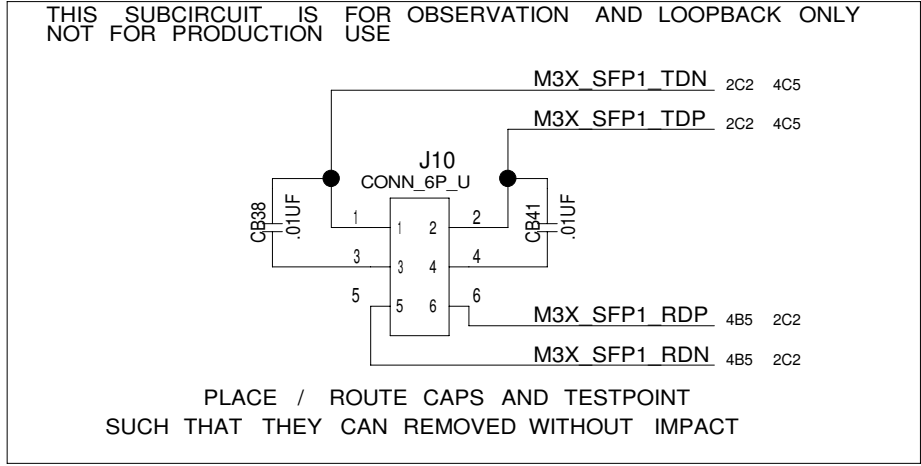 THIS SUBCIRCUIT IS FOR OBSERVATION AND LOOPBACK ONLY
NOT FOR PRODUCTION USE
M3X_SFP1_TDN 2C2 4C5
M3X_SFP1_TDP 2C2 4C5
J10
CONN_6P_U
CB38
.01UF
1
1 2
2
CB41
.01UF
3
3 4
4
5
5 6
6
M3X_SFP1_RDP 4B5 2C2
M3X_SFP1_RDN 4B5 2C2
PLACE / ROUTE CAPS AND TESTPOINT
SUCH THAT THEY CAN REMOVED WITHOUT IMPACT